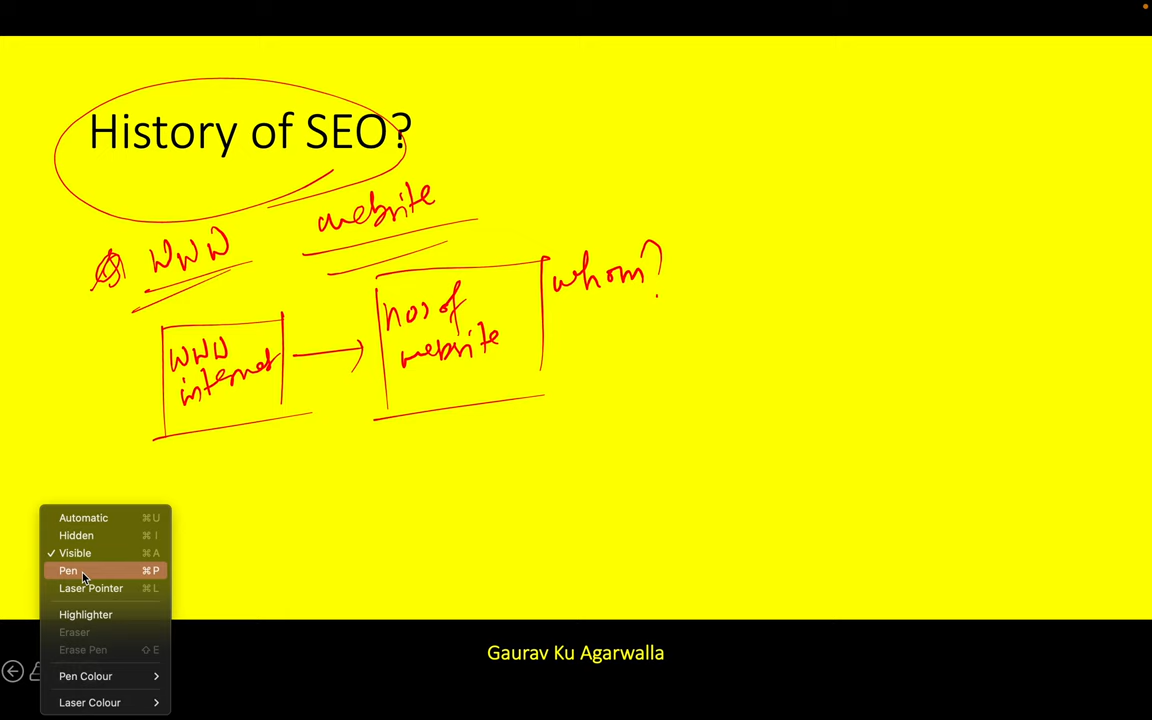 History of SEO?
website
WWW
whom?
nos of
website
WWW
internet
Automatic ⌘U
Hidden ⌘I
✓ Visible ⌘A
Pen ⌘P
Laser Pointer ⌘L
Highlighter
Eraser
Erase Pen ⇧E
Pen Colour >
Laser Colour >
Gaurav Ku Agarwalla